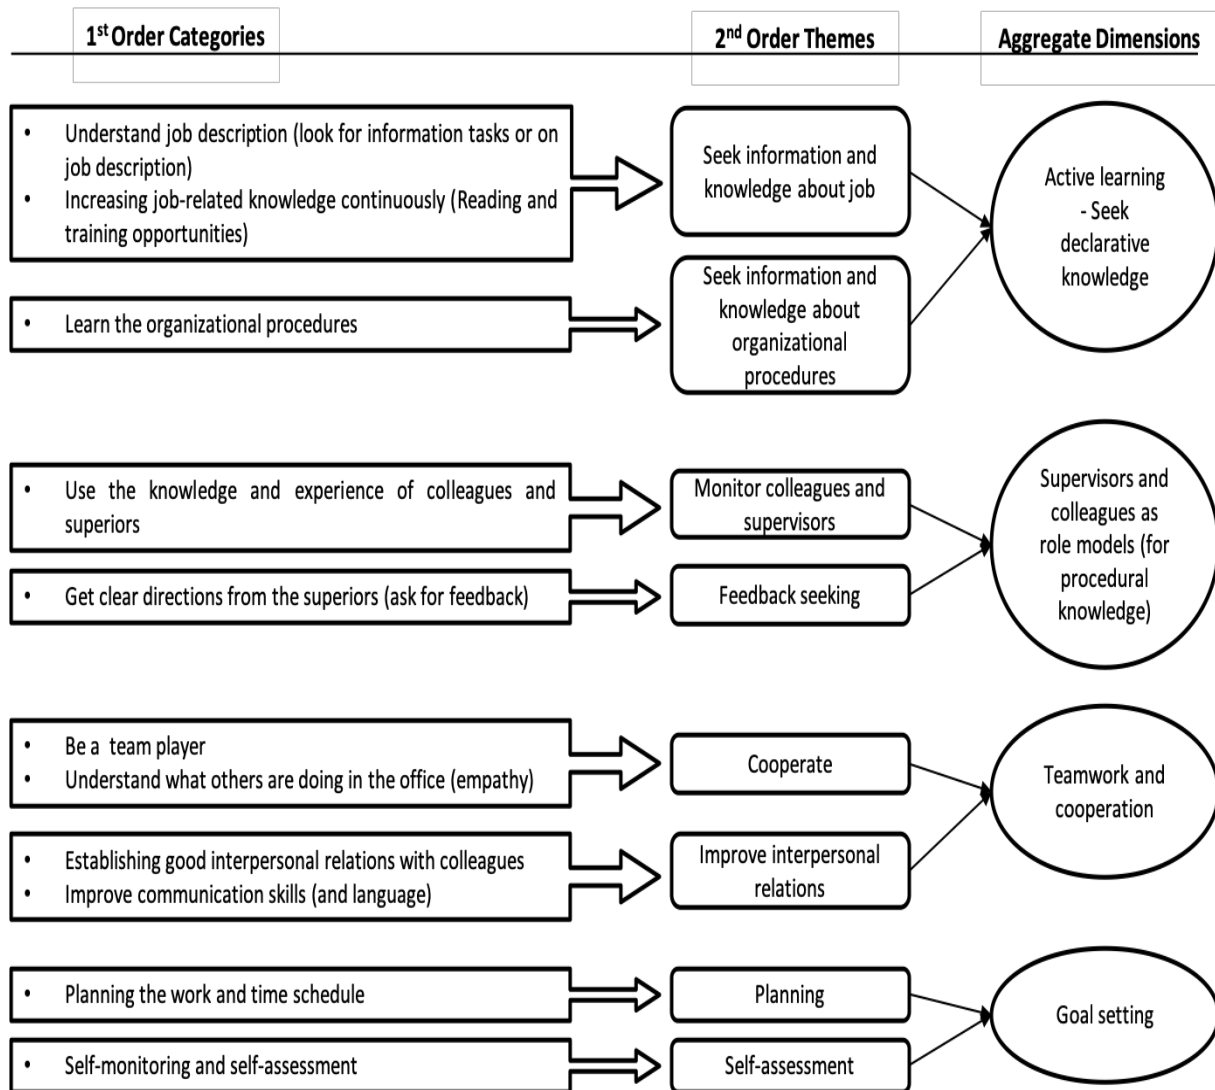 1st Order Categories
2nd Order Themes
Aggregate Dimensions
• Understand job description (look for information tasks or on
job description)
• Increasing job-related knowledge continuously (Reading and
training opportunities)
Seek information and
knowledge about job
Active learning
- Seek
declarative
knowledge
• Learn the organizational procedures
Seek information and
knowledge about
organizational
procedures
• Use the knowledge and experience of colleagues and
superiors
Monitor colleagues and
supervisors
Supervisors and
colleagues as
role models (for
procedural
knowledge)
• Get clear directions from the superiors (ask for feedback)
Feedback seeking
• Be a team player
• Understand what others are doing in the office (empathy)
Cooperate
Teamwork and
cooperation
• Establishing good interpersonal relations with colleagues
• Improve communication skills (and language)
Improve interpersonal
relations
• Planning the work and time schedule
Planning
Goal setting
• Self-monitoring and self-assessment
Self-assessment